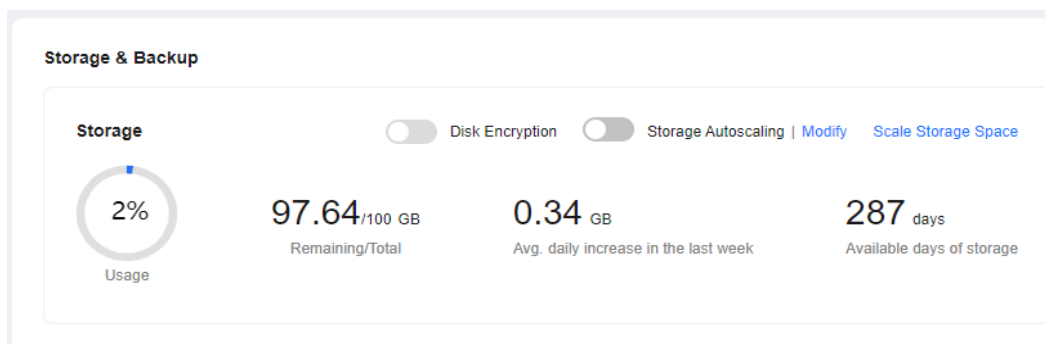 Storage & Backup
Storage
Disk Encryption
Storage Autoscaling | Modify
Scale Storage Space
2%
Usage
97.64/100 GB
Remaining/Total
0.34 GB
Avg. daily increase in the last week
287 days
Available days of storage